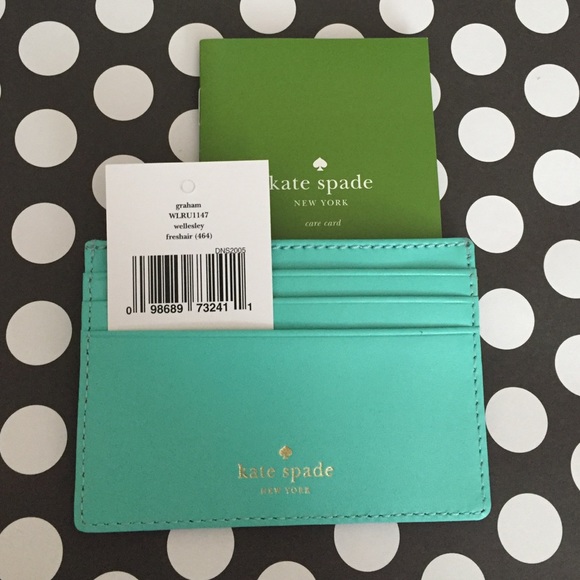 kate spade
NEW YORK
care card
graham
WLRU1147
wellesley
freshair (464)
DNS2005
0 98689 73241 1
kate spade
NEW YORK